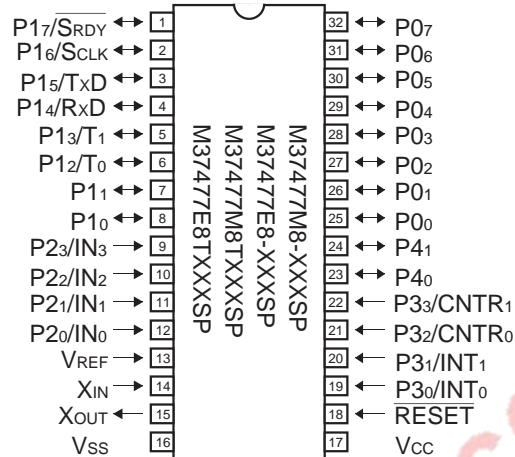 P17/SRDY 1
P16/SCLK 2
P15/TXD 3
P14/RXD 4
P13/T1 5
P12/T0 6
P11 7
P10 8
P23/IN3 9
P22/IN2 10
P21/IN1 11
P20/IN0 12
VREF 13
XIN 14
XOUT 15
VSS 16
M37477E8TXXXSP
M37477M8TXXXSP
M37477E8-XXXSP
M37477M8-XXXSP
32 P07
31 P06
30 P05
29 P04
28 P03
27 P02
26 P01
25 P00
24 P41
23 P40
22 P33/CNTR1
21 P32/CNTR0
20 P31/INT1
19 P30/INT0
18 RESET
17 VCC